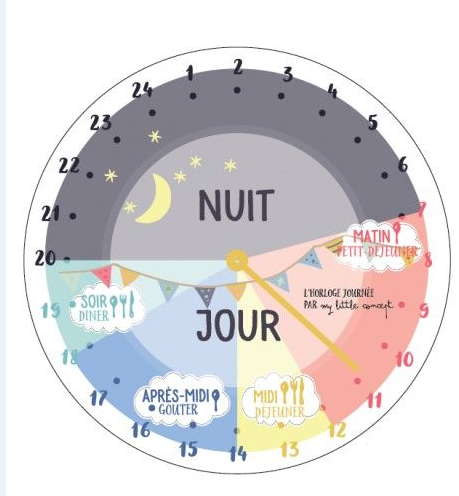 24
1
2
3
4
23
5
22
6
21
7
20
NUIT
MATIN
PETIT-DÉJEUNER
8
19
SOIR
DÎNER
L'HORLOGE JOURNÉE
PAR my little concept
9
JOUR
18
10
17
APRÈS-MIDI
GOÛTER
MIDI
DÉJEUNER
11
16
12
15
14
13